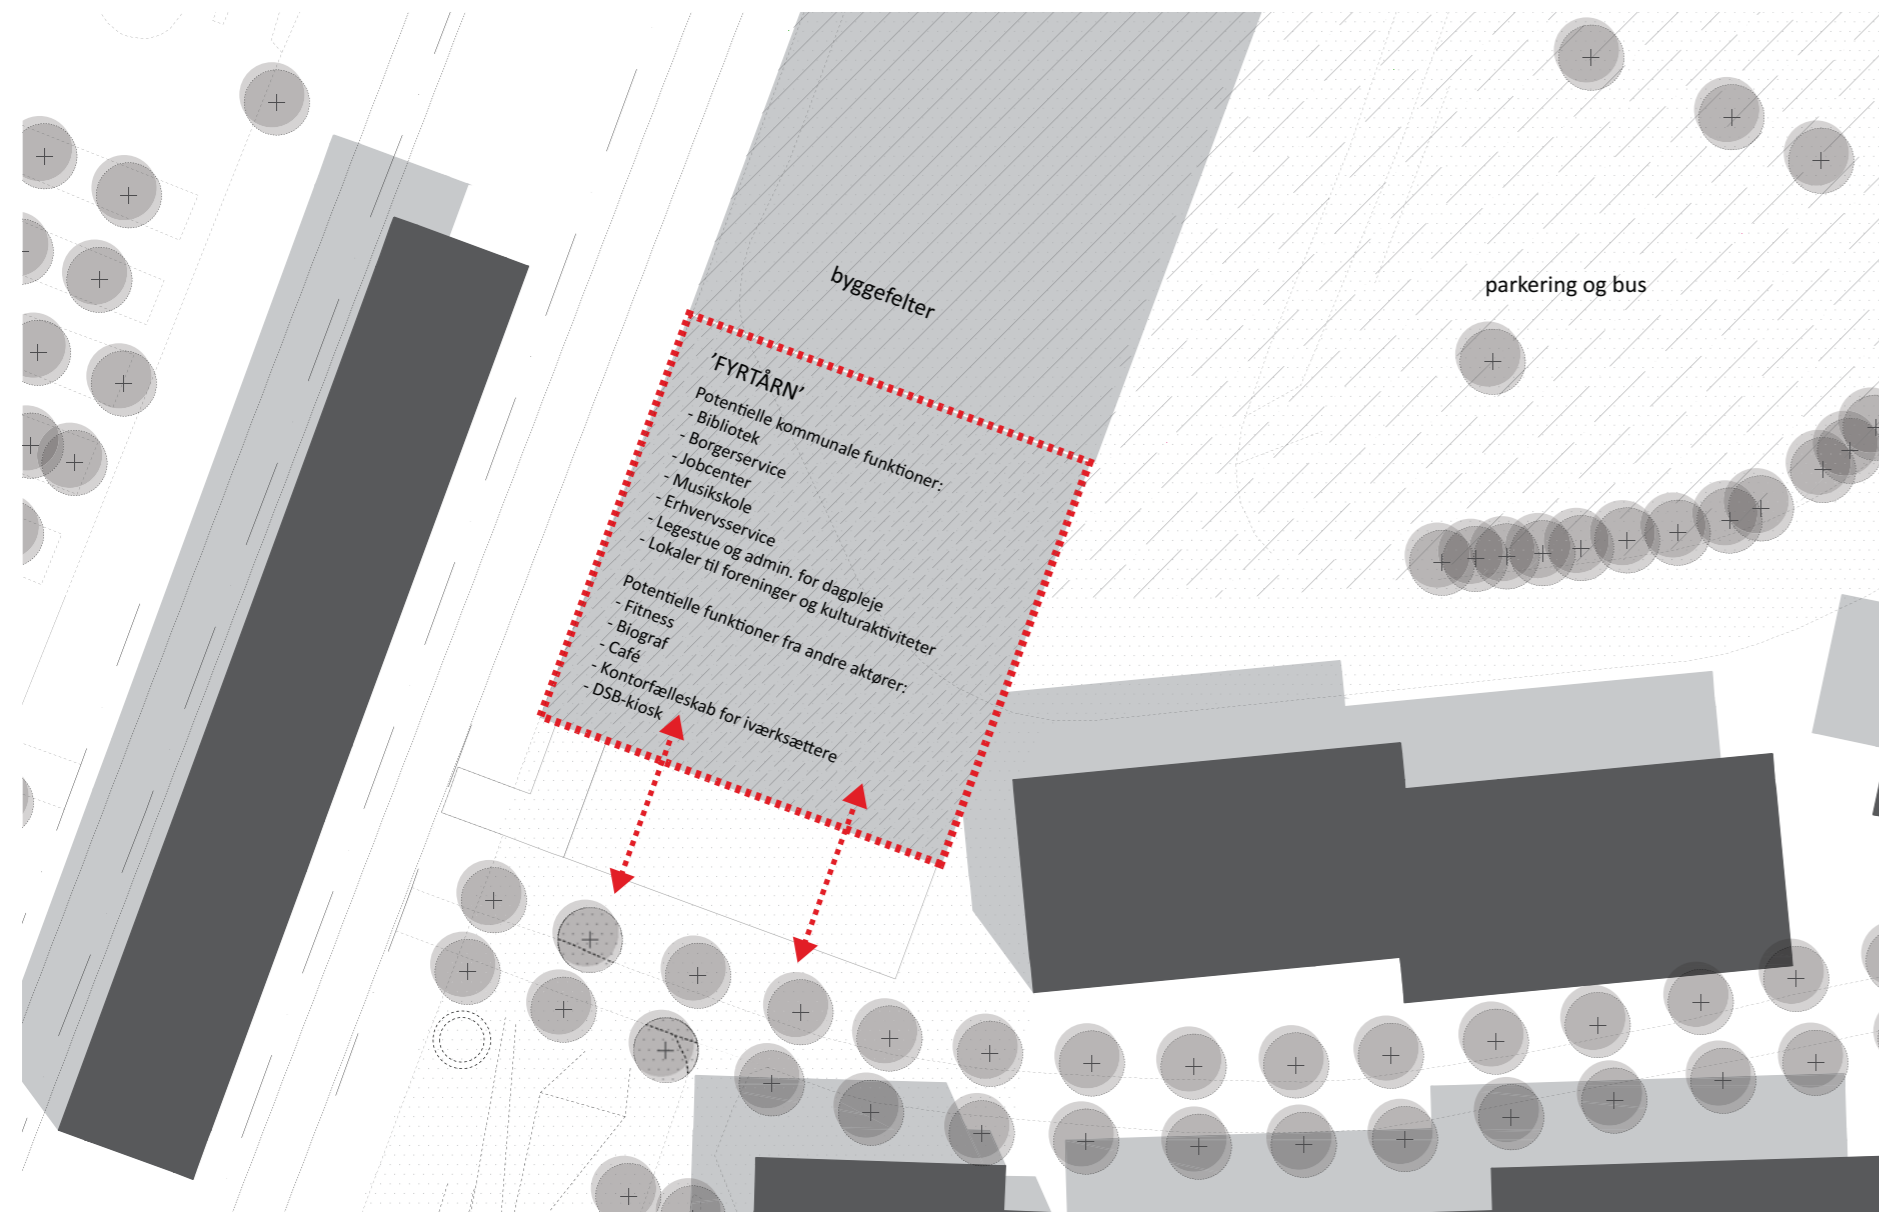 byggefelter
parkering og bus
’FYRTÅRN’
Potentielle kommunale funktioner:
- Bibliotek
- Borgerservice
- Jobcenter
- Musikskole
- Erhvervsservice
- Legestue og admin. for dagpleje
- Lokaler til foreninger og kulturaktiviteter
Potentielle funktioner fra andre aktører:
- Fitness
- Biograf
- Café
- Kontorfælleskab for iværksættere
- DSB-kiosk